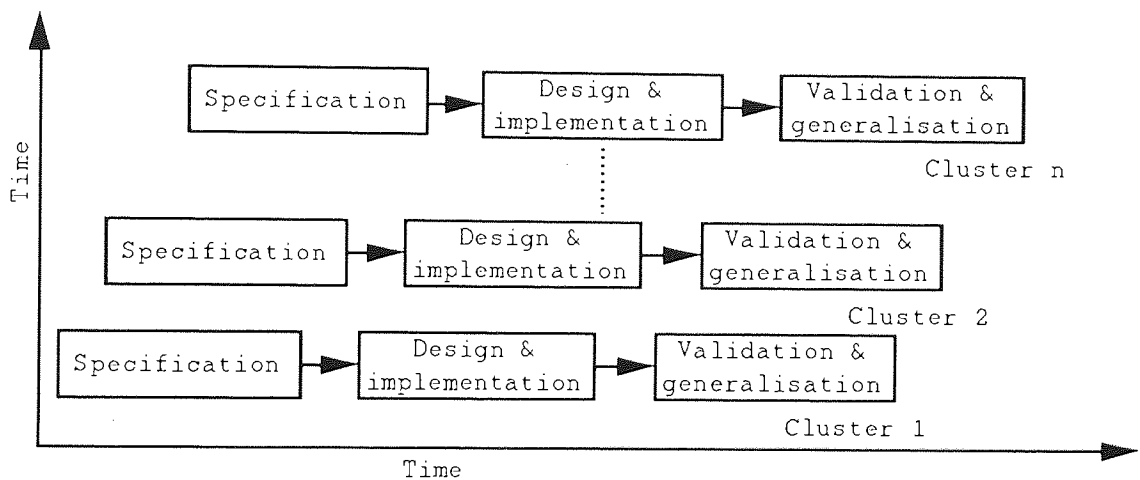 Specification
Design &
implementation
Validation &
generalisation
Cluster n
Time
Specification
Design &
implementation
Validation &
generalisation
Cluster 2
Specification
Design &
implementation
Validation &
generalisation
Cluster 1
Time